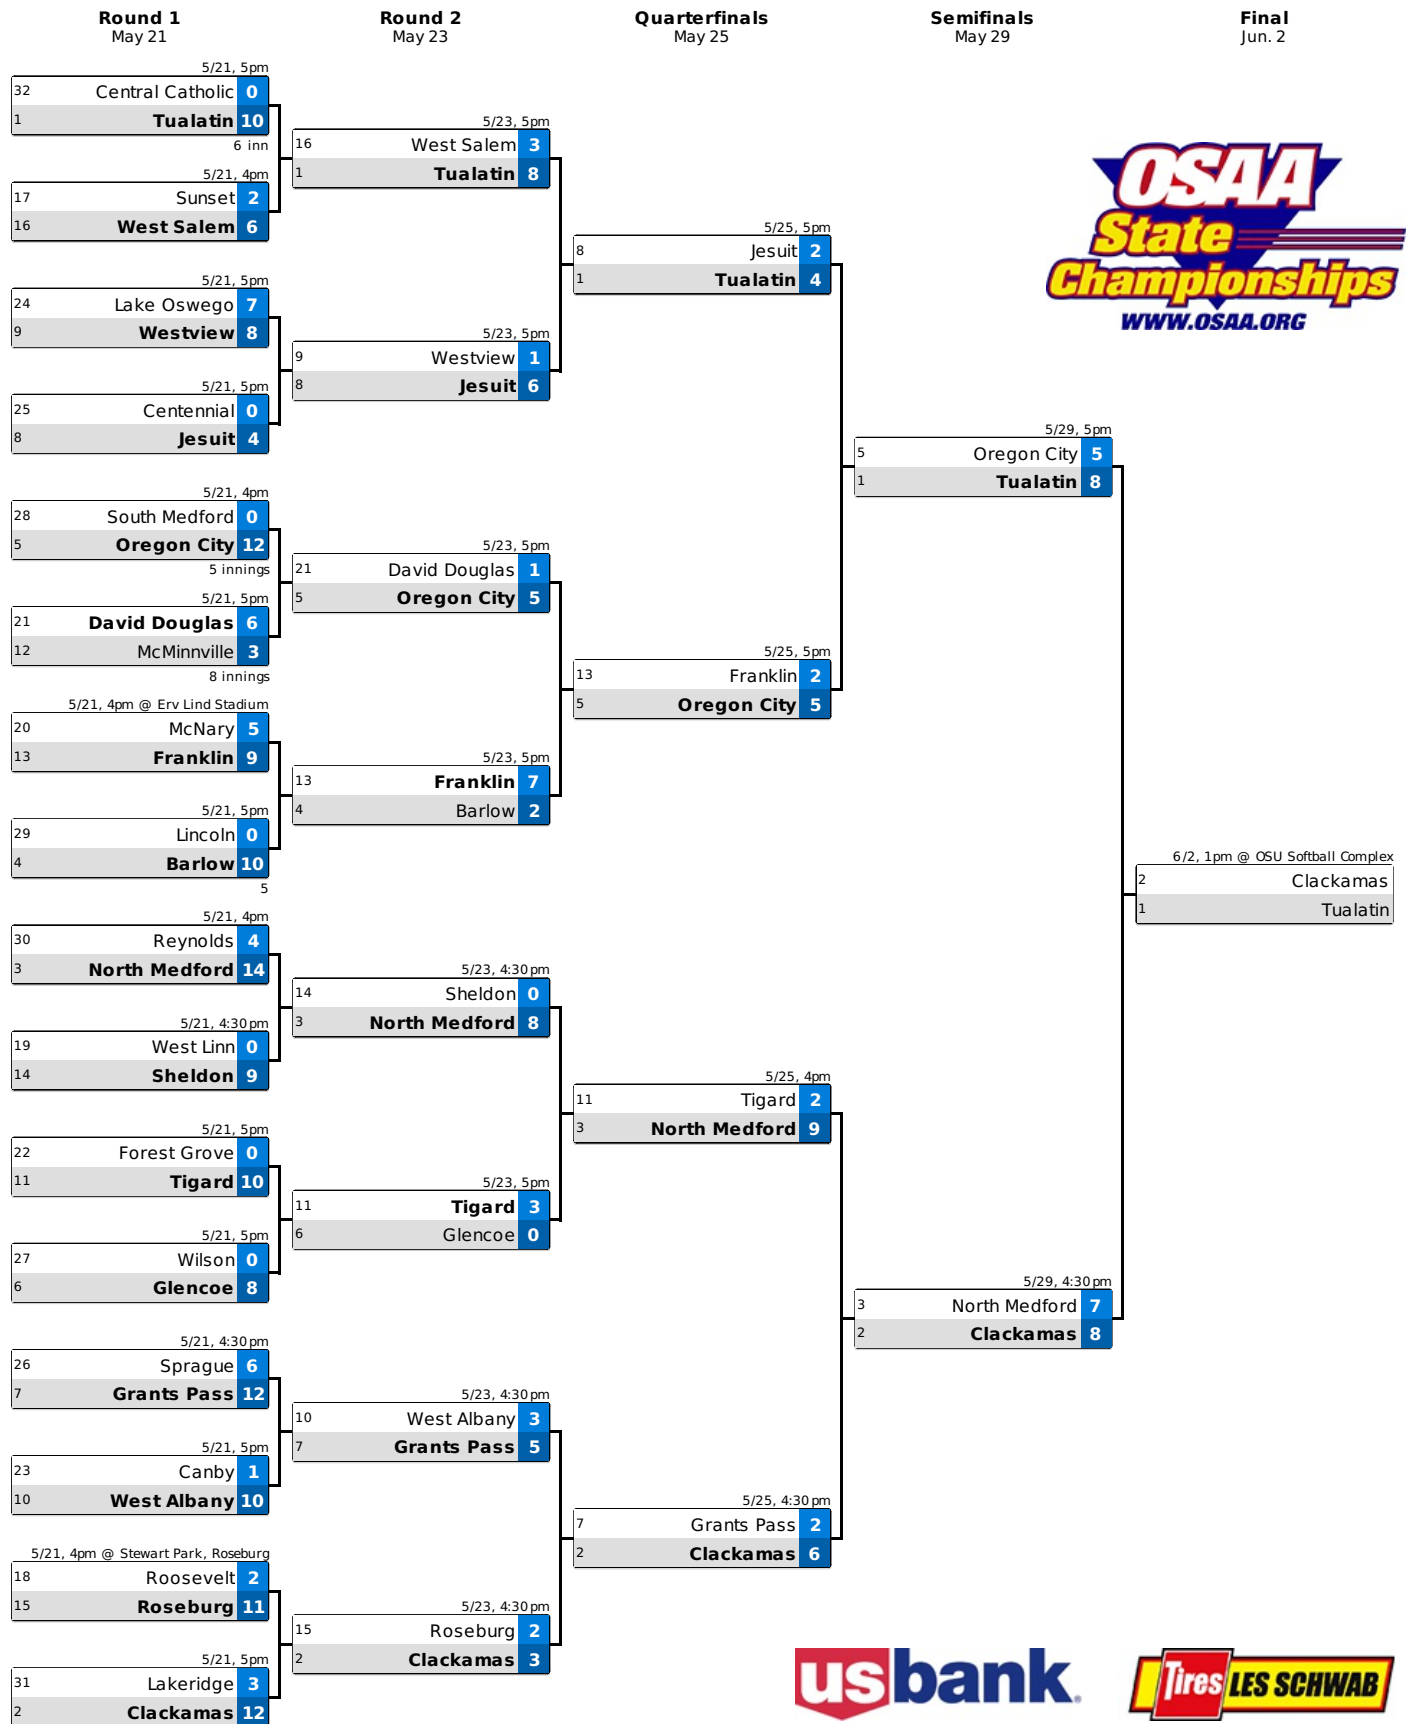 Round 1
May 21
Round 2
May 23
Quarterfinals
May 25
Semifinals
May 29
Final
Jun. 2
5/21, 5pm
32 Central Catholic 0
1 Tualatin 10
6 inn
5/21, 4pm
17 Sunset 2
16 West Salem 6
5/21, 5pm
24 Lake Oswego 7
9 Westview 8
5/21, 5pm
25 Centennial 0
8 Jesuit 4
5/21, 4pm
28 South Medford 0
5 Oregon City 12
5 innings
5/21, 5pm
21 David Douglas 6
12 McMinnville 3
8 innings
5/21, 4pm @ Erv Lind Stadium
20 McNary 5
13 Franklin 9
5/21, 5pm
29 Lincoln 0
4 Barlow 10
5
5/21, 4pm
30 Reynolds 4
3 North Medford 14
5/21, 4:30pm
19 West Linn 0
14 Sheldon 9
5/21, 5pm
22 Forest Grove 0
11 Tigard 10
5/21, 5pm
27 Wilson 0
6 Glencoe 8
5/21, 4:30pm
26 Sprague 6
7 Grants Pass 12
5/21, 5pm
23 Canby 1
10 West Albany 10
5/21, 4pm @ Stewart Park, Roseburg
18 Roosevelt 2
15 Roseburg 11
5/21, 5pm
31 Lakeridge 3
2 Clackamas 12
5/23, 5pm
16 West Salem 3
1 Tualatin 8
5/23, 5pm
9 Westview 1
8 Jesuit 6
5/23, 5pm
21 David Douglas 1
5 Oregon City 5
5/23, 5pm
13 Franklin 7
4 Barlow 2
5/23, 4:30pm
14 Sheldon 0
3 North Medford 8
5/23, 5pm
11 Tigard 3
6 Glencoe 0
5/23, 4:30pm
10 West Albany 3
7 Grants Pass 5
5/23, 4:30pm
15 Roseburg 2
2 Clackamas 3
5/25, 5pm
8 Jesuit 2
1 Tualatin 4
5/25, 5pm
13 Franklin 2
5 Oregon City 5
5/25, 4pm
11 Tigard 2
3 North Medford 9
5/25, 4:30pm
7 Grants Pass 2
2 Clackamas 6
5/29, 5pm
5 Oregon City 5
1 Tualatin 8
5/29, 4:30pm
3 North Medford 7
2 Clackamas 8
6/2, 1pm @ OSU Softball Complex
2 Clackamas
1 Tualatin
OSAA
State
Championships
WWW.OSAA.ORG
usbank.
Tires LES SCHWAB